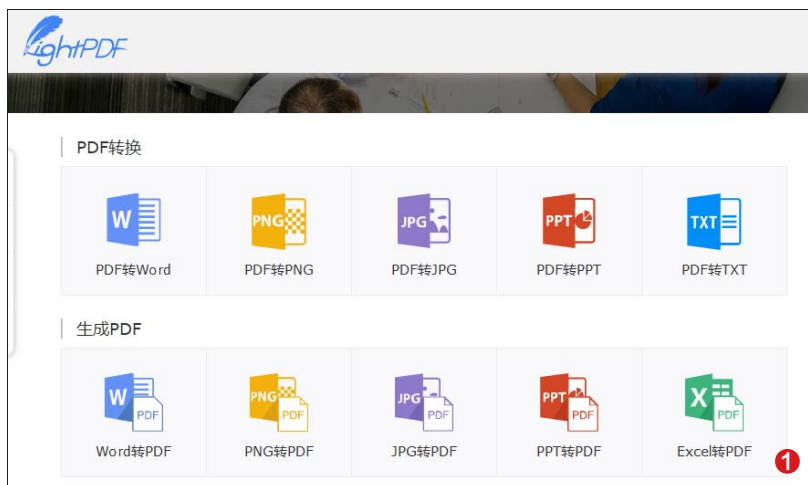 LightPDF
PDF转换
W PNG JPG PPT TXT
PDF转Word PDF转PNG PDF转JPG PDF转PPT PDF转TXT
生成PDF
W PDF PNG PDF JPG PDF PPT PDF X PDF
Word转PDF PNG转PDF JPG转PDF PPT转PDF Excel转PDF
1